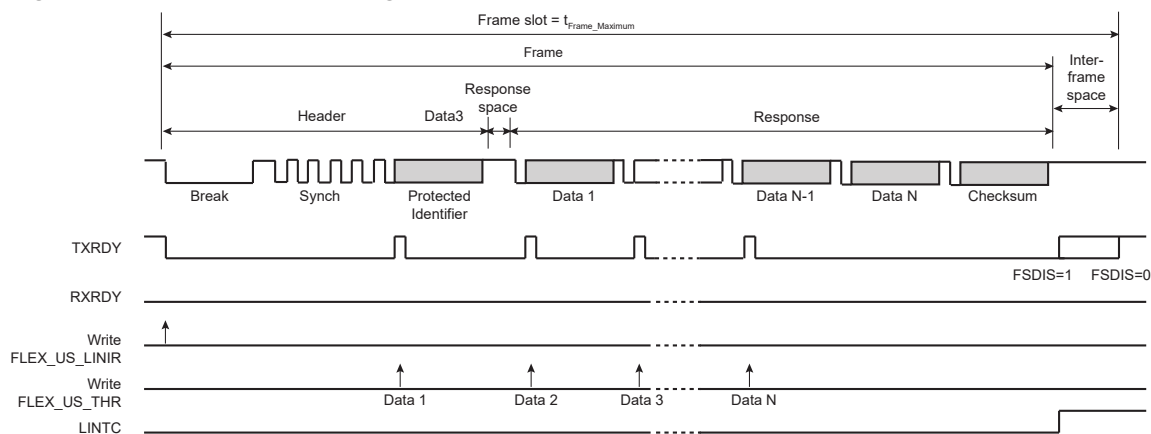 Frame slot = tFrame_Maximum
Frame
Inter-
frame
space
Response
space
Header
Data3
Response
Break
Synch
Protected
Identifier
Data 1
Data N-1
Data N
Checksum
TXRDY
FSDIS=1
FSDIS=0
RXRDY
Write
FLEX_US_LINIR
Write
FLEX_US_THR
Data 1
Data 2
Data 3
Data N
LINTC